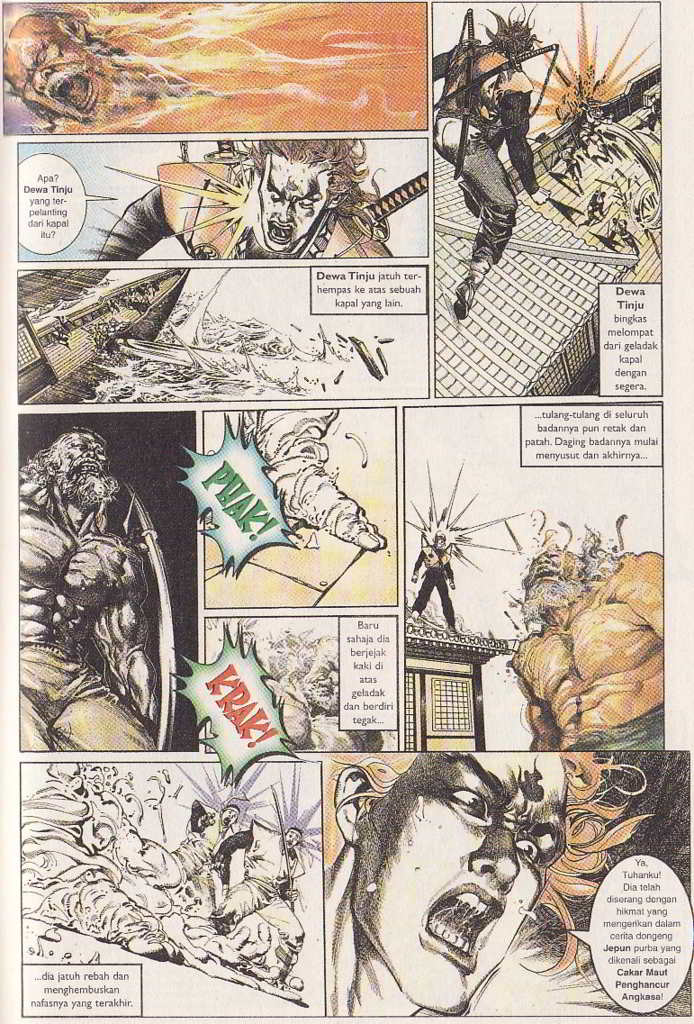 Apa?
Dewa Tinju
yang ter-
pelanting
dari kapal
itu?
Dewa
Tinju
bingkas
melompat
dari geladak
kapal
dengan
segera.
Dewa Tinju jatuh ter-
hempas ke atas sebuah
kapal yang lain.
PWAK!
Baru
sahaja dia
berjejak
kaki di
atas
geladak
dan berdiri
tegak...
KRAK!
...tulang-tulang di seluruh
badannya pun retak dan
patah. Daging badannya mulai
menyusut dan akhirnya...
...dia jatuh rebah dan
menghembuskan
nafasnya yang terakhir.
Ya,
Tuhanku!
Dia telah
diserang dengan
hikmat yang
mengerikan dalam
cerita dongeng
Jepun purba yang
dikenali sebagai
Cakar Maut
Penghancur
Angkasa!